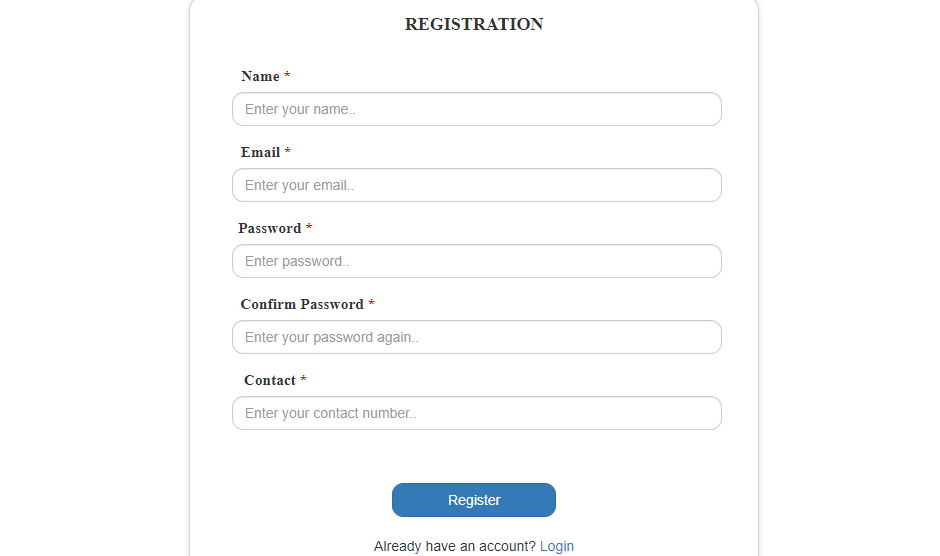 REGISTRATION
Name *
Enter your name..
Email *
Enter your email..
Password *
Enter password..
Confirm Password *
Enter your password again..
Contact *
Enter your contact number..
Register
Already have an account? Login